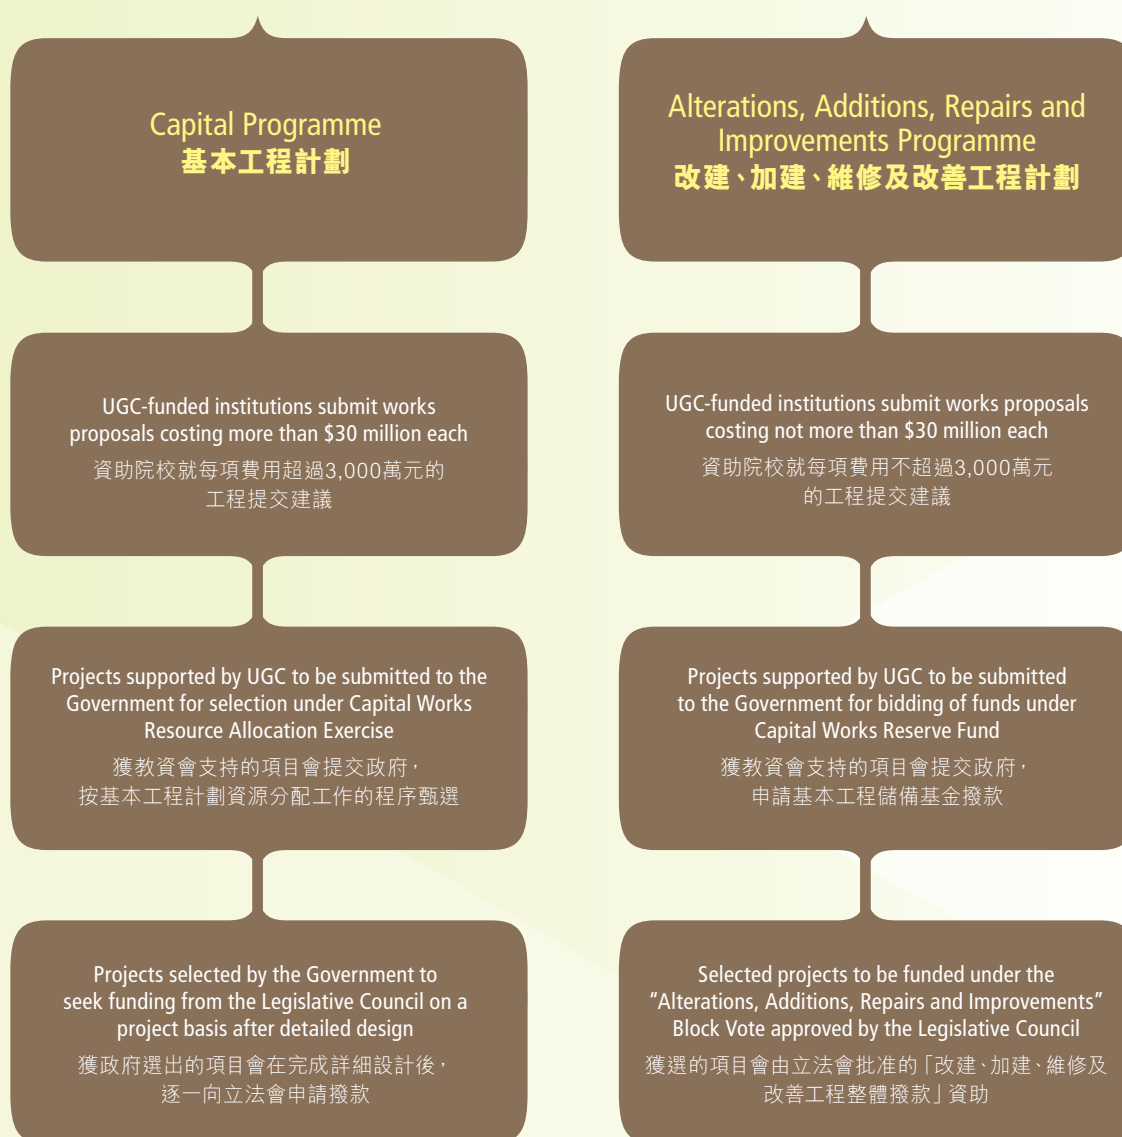 Capital Programme
基本工程計劃
UGC-funded institutions submit works
proposals costing more than $30 million each
資助院校就每項費用超過3,000萬元的
工程提交建議
Projects supported by UGC to be submitted to the
Government for selection under Capital Works
Resource Allocation Exercise
獲教資會支持的項目會提交政府，
按基本工程計劃資源分配工作的程序甄選
Projects selected by the Government to
seek funding from the Legislative Council on a
project basis after detailed design
獲政府選出的項目會在完成詳細設計後，
逐一向立法會申請撥款
Alterations, Additions, Repairs and
Improvements Programme
改建、加建、維修及改善工程計劃
UGC-funded institutions submit works proposals
costing not more than $30 million each
資助院校就每項費用不超過3,000萬元
的工程提交建議
Projects supported by UGC to be submitted
to the Government for bidding of funds under
Capital Works Reserve Fund
獲教資會支持的項目會提交政府，
申請基本工程儲備基金撥款
Selected projects to be funded under the
“Alterations, Additions, Repairs and Improvements”
Block Vote approved by the Legislative Council
獲選的項目會由立法會批准的「改建、加建、維修及
改善工程整體撥款」資助